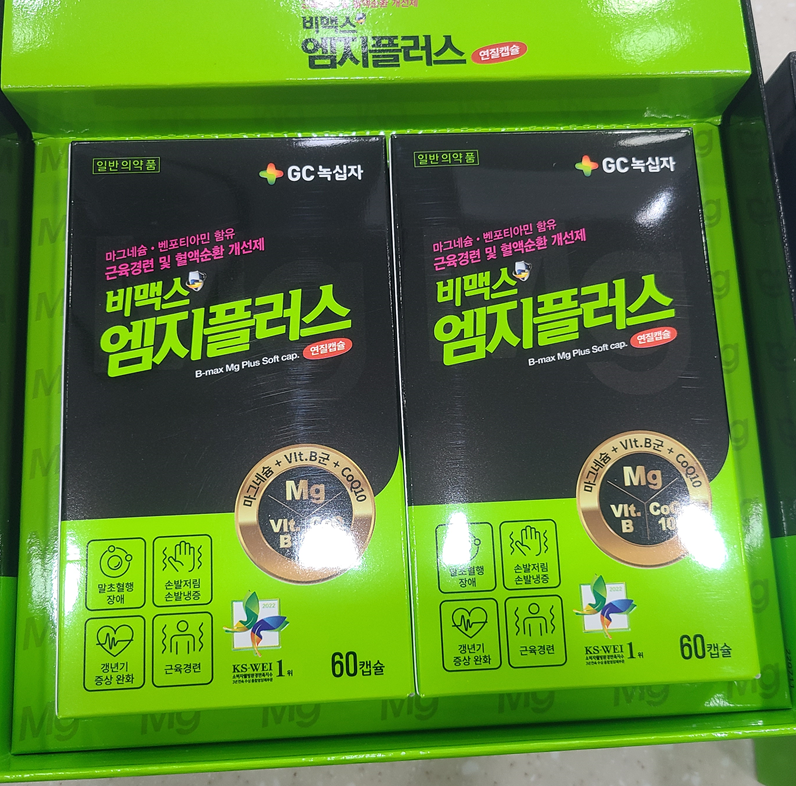 비맥스
엠지플러스 연질캡슐
일반의약품
GC녹십자
마그네슘·벤포티아민 함유
근육경련 및 혈액순환 개선제
비맥스
엠지플러스
연질캡슐
B-max Mg Plus Soft cap.
마그네슘 + Vit.B군 + CoQ10
Mg
Vit.
B
말초혈행
장애
손발저림
손발냉증
갱년기
증상 완화
근육경련
2022
KS-WEI 1위
60캡슐
일반의약품
GC녹십자
마그네슘·벤포티아민 함유
근육경련 및 혈액순환 개선제
비맥스
엠지플러스
연질캡슐
B-max Mg Plus Soft cap.
마그네슘 + Vit.B군 + CoQ10
Mg
Vit.
B
말초혈행
장애
손발저림
손발냉증
갱년기
증상 완화
근육경련
2022
KS-WEI 1위
60캡슐